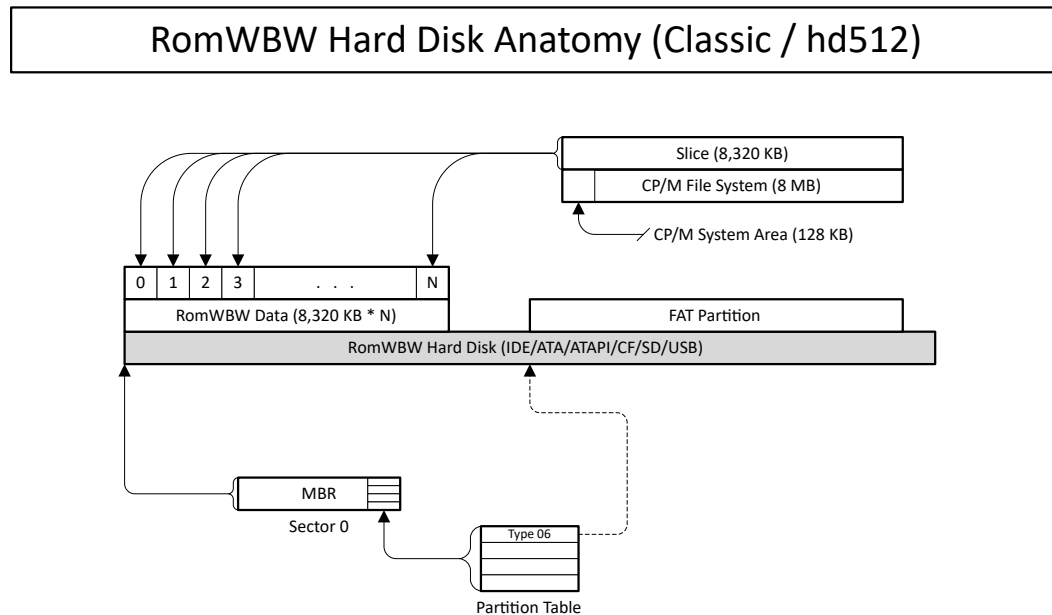 RomWBW Hard Disk Anatomy (Classic / hd512)
Slice (8,320 KB)
CP/M File System (8 MB)
CP/M System Area (128 KB)
0 1 2 3 . . . N
RomWBW Data (8,320 KB * N)
FAT Partition
RomWBW Hard Disk (IDE/ATA/ATAPI/CF/SD/USB)
MBR
Sector 0
Type 06
Partition Table